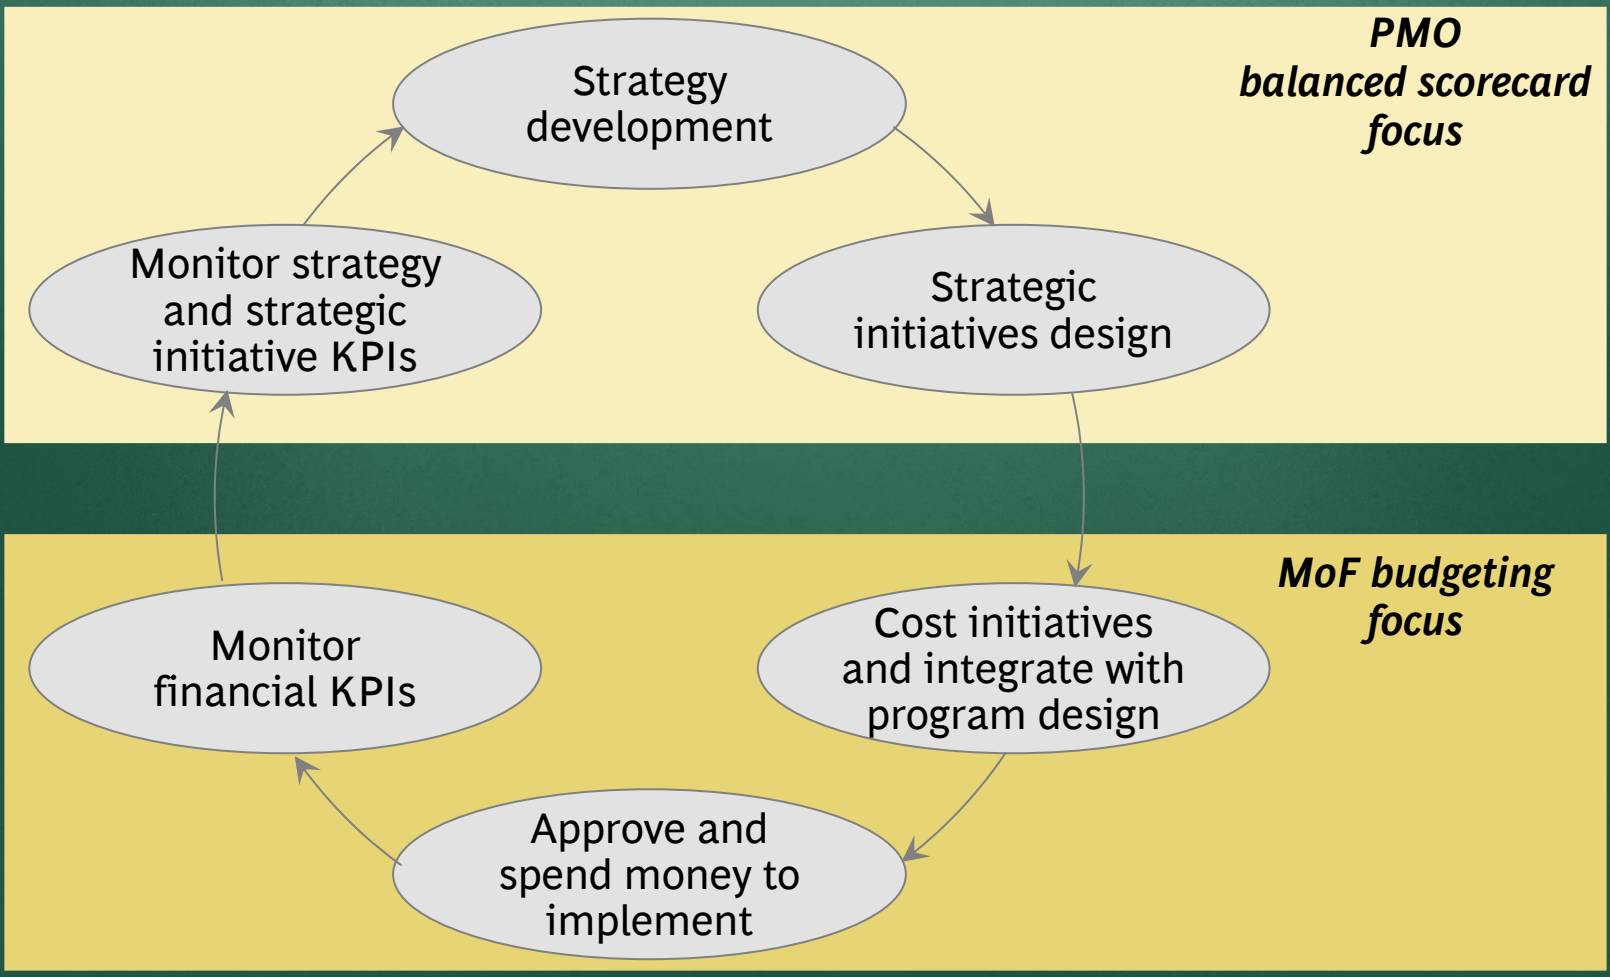 PMO
balanced scorecard
focus
Strategy
development
Monitor strategy
and strategic
initiative KPIs
Strategic
initiatives design
MoF budgeting
focus
Monitor
financial KPIs
Cost initiatives
and integrate with
program design
Approve and
spend money to
implement